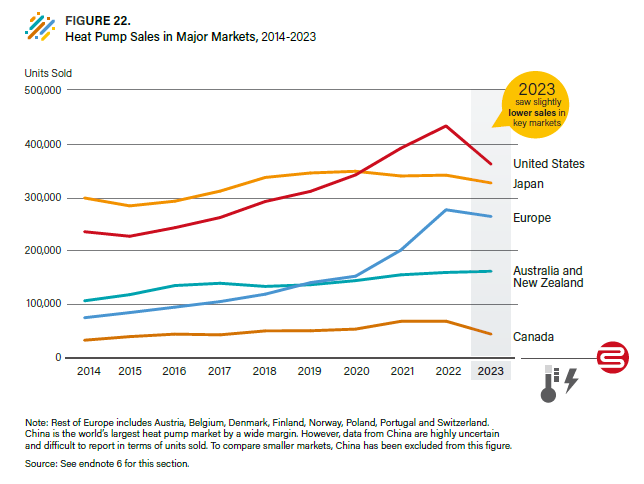 FIGURE 22.
Heat Pump Sales in Major Markets, 2014-2023
Units Sold
500,000
400,000
300,000
200,000
100,000
0
2023
saw slightly
lower sales in
key markets
United States
Japan
Europe
Australia and
New Zealand
Canada
2014 2015 2016 2017 2018 2019 2020 2021 2022 2023
Note: Rest of Europe includes Austria, Belgium, Denmark, Finland, Norway, Poland, Portugal and Switzerland.
China is the world's largest heat pump market by a wide margin. However, data from China are highly uncertain
and difficult to report in terms of units sold. To compare smaller markets, China has been excluded from this figure.
Source: See endnote 6 for this section.